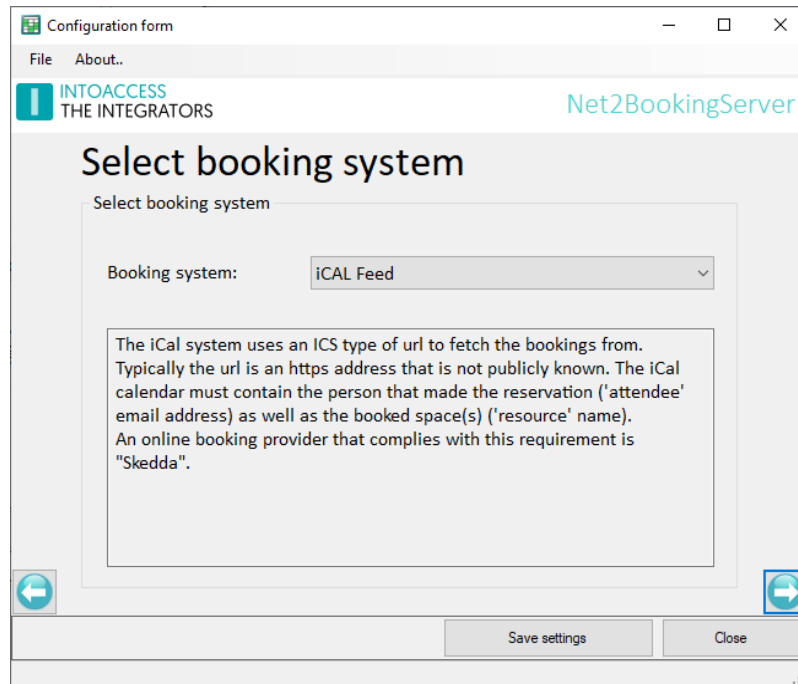 Configuration form
File About..
INTOACCESS
THE INTEGRATORS
Net2BookingServer
Select booking system
Select booking system
Booking system:
iCAL Feed
The iCal system uses an ICS type of url to fetch the bookings from.
Typically the url is an https address that is not publicly known. The iCal
calendar must contain the person that made the reservation ('attendee'
email address) as well as the booked space(s) ('resource' name).
An online booking provider that complies with this requirement is
"Skedda".
Save settings
Close